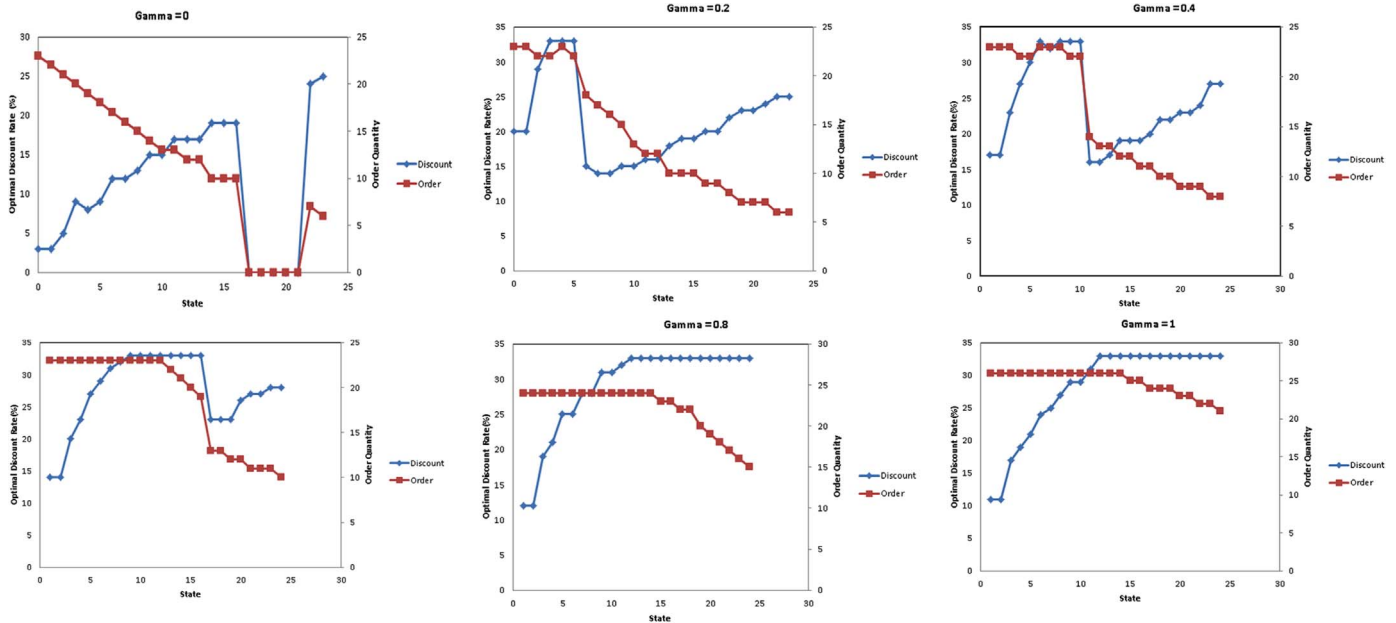 Gamma =0
Optimal Discount Rate (%)
30
25
20
15
10
5
0
25
20
15
10
5
0
Order Quantity
0 5 10 15 20 25
State
Discount
Order
Gamma =0.2
Optimal Discount Rate(%)
35
30
25
20
15
10
5
0
25
20
15
10
5
0
Order Quantity
0 5 10 15 20 25
State
Discount
Order
Gamma =0.4
Optimal Discount Rate(%)
35
30
25
20
15
10
5
0
25
20
15
10
5
0
Order Quantity
0 5 10 15 20 25 30
State
Discount
Order
Optimal Discount Rate(%)
35
30
25
20
15
10
5
0
25
20
15
10
5
0
Order Quantity
0 5 10 15 20 25 30
State
Discount
Order
Gamma =0.8
Optimal Discount Rate(%)
35
30
25
20
15
10
5
0
30
25
20
15
10
5
0
Order Quantity
0 5 10 15 20 25 30
State
Discount
Order
Gamma =1
Optimal Discount Rate(%)
35
30
25
20
15
10
5
0
30
25
20
15
10
5
0
Order Quantity
0 5 10 15 20 25 30
State
Discount
Order